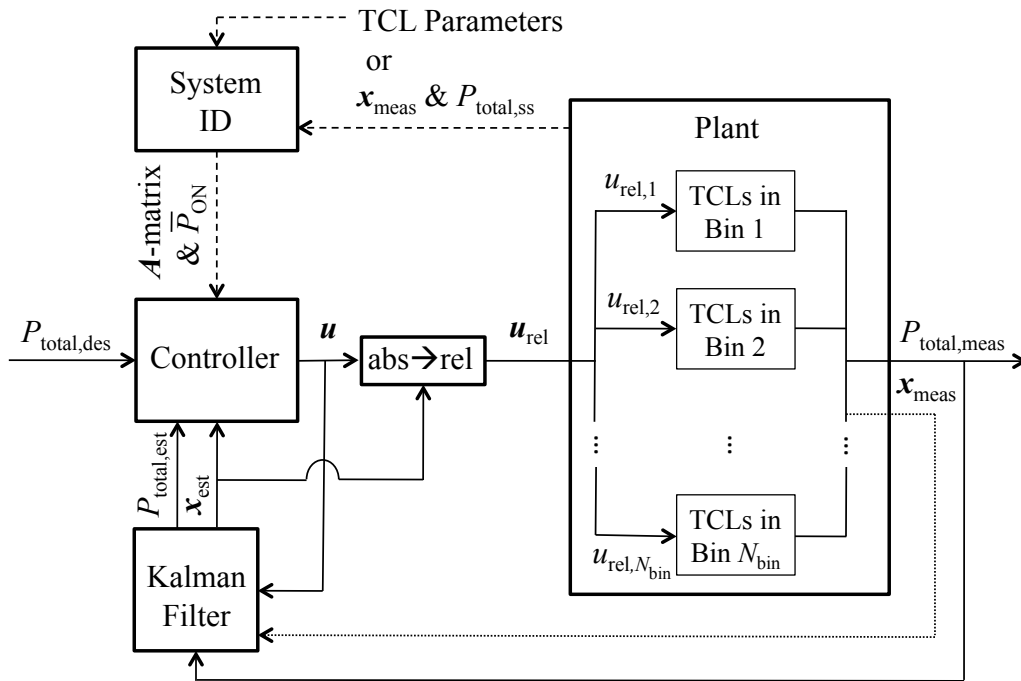 TCL Parameters
or
x_meas & P_total,ss
System
ID
A-matrix
& P̅_ON
Plant
u_rel,1
TCLs in
Bin 1
u_rel,2
TCLs in
Bin 2
...
...
...
u_rel,N_bin
TCLs in
Bin N_bin
P_total,des
Controller
u
abs→rel
u_rel
P_total,meas
x_meas
P_total,est
x_est
Kalman
Filter